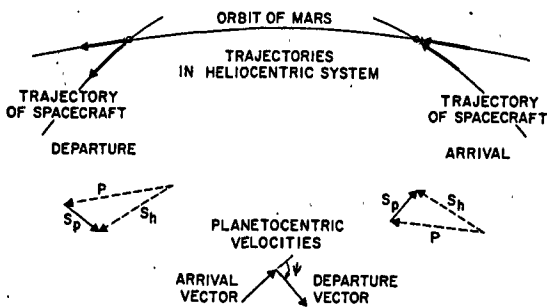 ORBIT OF MARS
TRAJECTORIES
IN HELIOCENTRIC SYSTEM
TRAJECTORY
OF SPACECRAFT
DEPARTURE
TRAJECTORY
OF SPACECRAFT
ARRIVAL
P
Sp
Sh
Sp
Sh
P
PLANETOCENTRIC
VELOCITIES
ψ
ARRIVAL
VECTOR
DEPARTURE
VECTOR